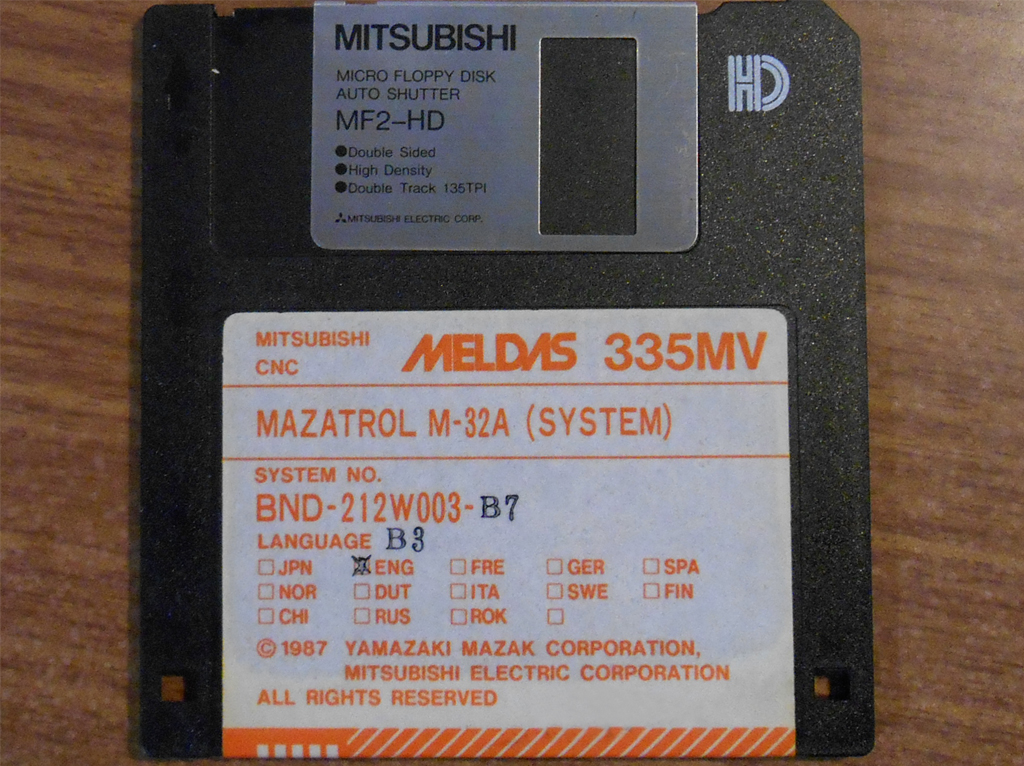 MITSUBISHI
MICRO FLOPPY DISK
AUTO SHUTTER
MF2-HD
●Double Sided
●High Density
●Double Track 135TPI
MITSUBISHI ELECTRIC CORP.
HD
MITSUBISHI CNC MELDAS 335MV
MAZATROL M-32A (SYSTEM)
SYSTEM NO.
BND-212W003-B7
LANGUAGE B3
☐JPN ☒ENG ☐FRE ☐GER ☐SPA
☐NOR ☐DUT ☐ITA ☐SWE ☐FIN
☐CHI ☐RUS ☐ROK ☐
©1987 YAMAZAKI MAZAK CORPORATION,
MITSUBISHI ELECTRIC CORPORATION
ALL RIGHTS RESERVED